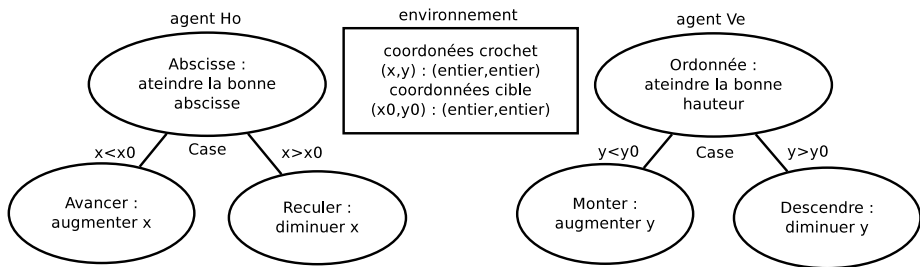 agent Ho
Abscisse :
ateindre la bonne
abscisse
x<x0
Case
x>x0
Avancer :
augmenter x
Reculer :
diminuer x
environnement
coordonées crochet
(x,y) : (entier,entier)
coordonnées cible
(x0,y0) : (entier,entier)
agent Ve
Ordonnée :
ateindre la bonne
hauteur
y<y0
Case
y>y0
Monter :
augmenter y
Descendre :
diminuer y